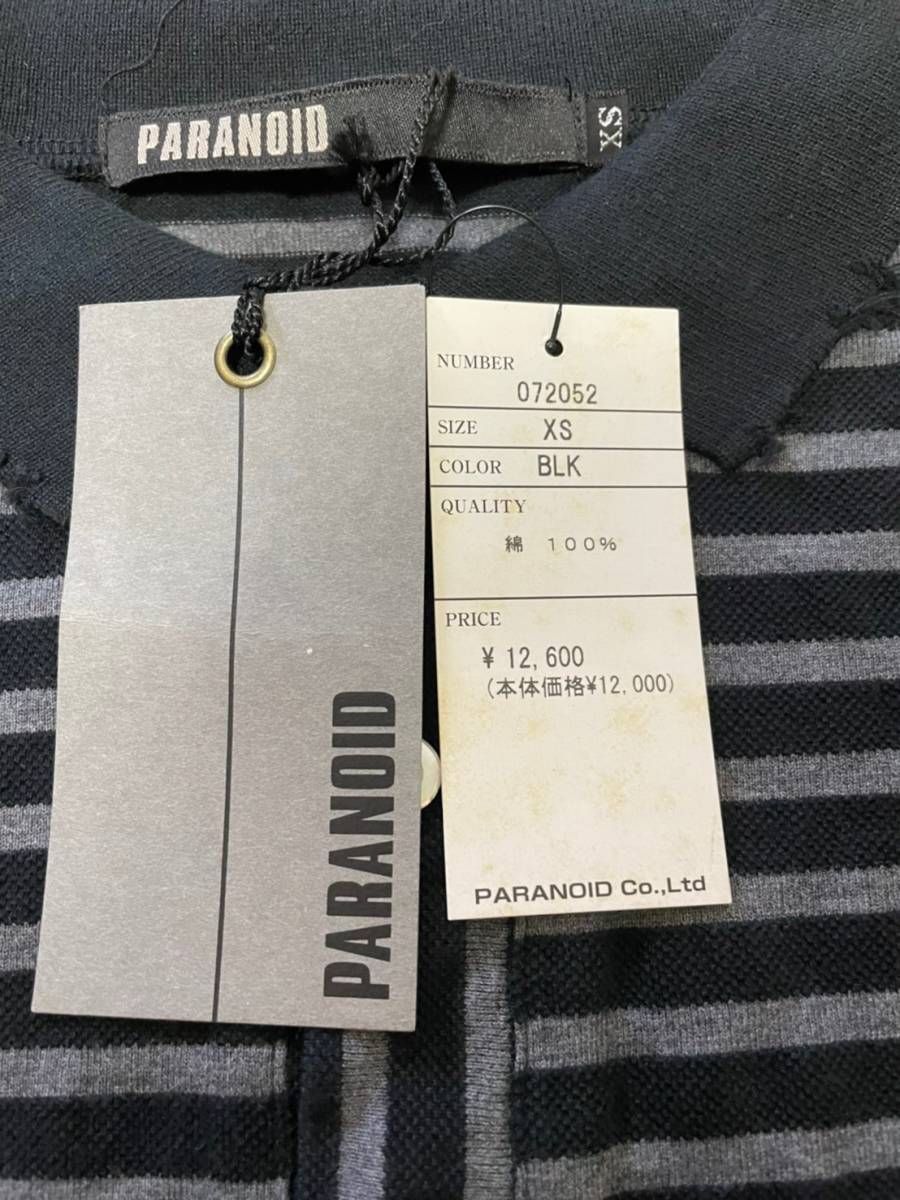 PARANOID
XS
NUMBER
072052
SIZE XS
COLOR BLK
QUALITY
綿 １００％
PRICE
¥ 12,600
(本体価格¥12,000)
PARANOID Co.,Ltd
PARANOID